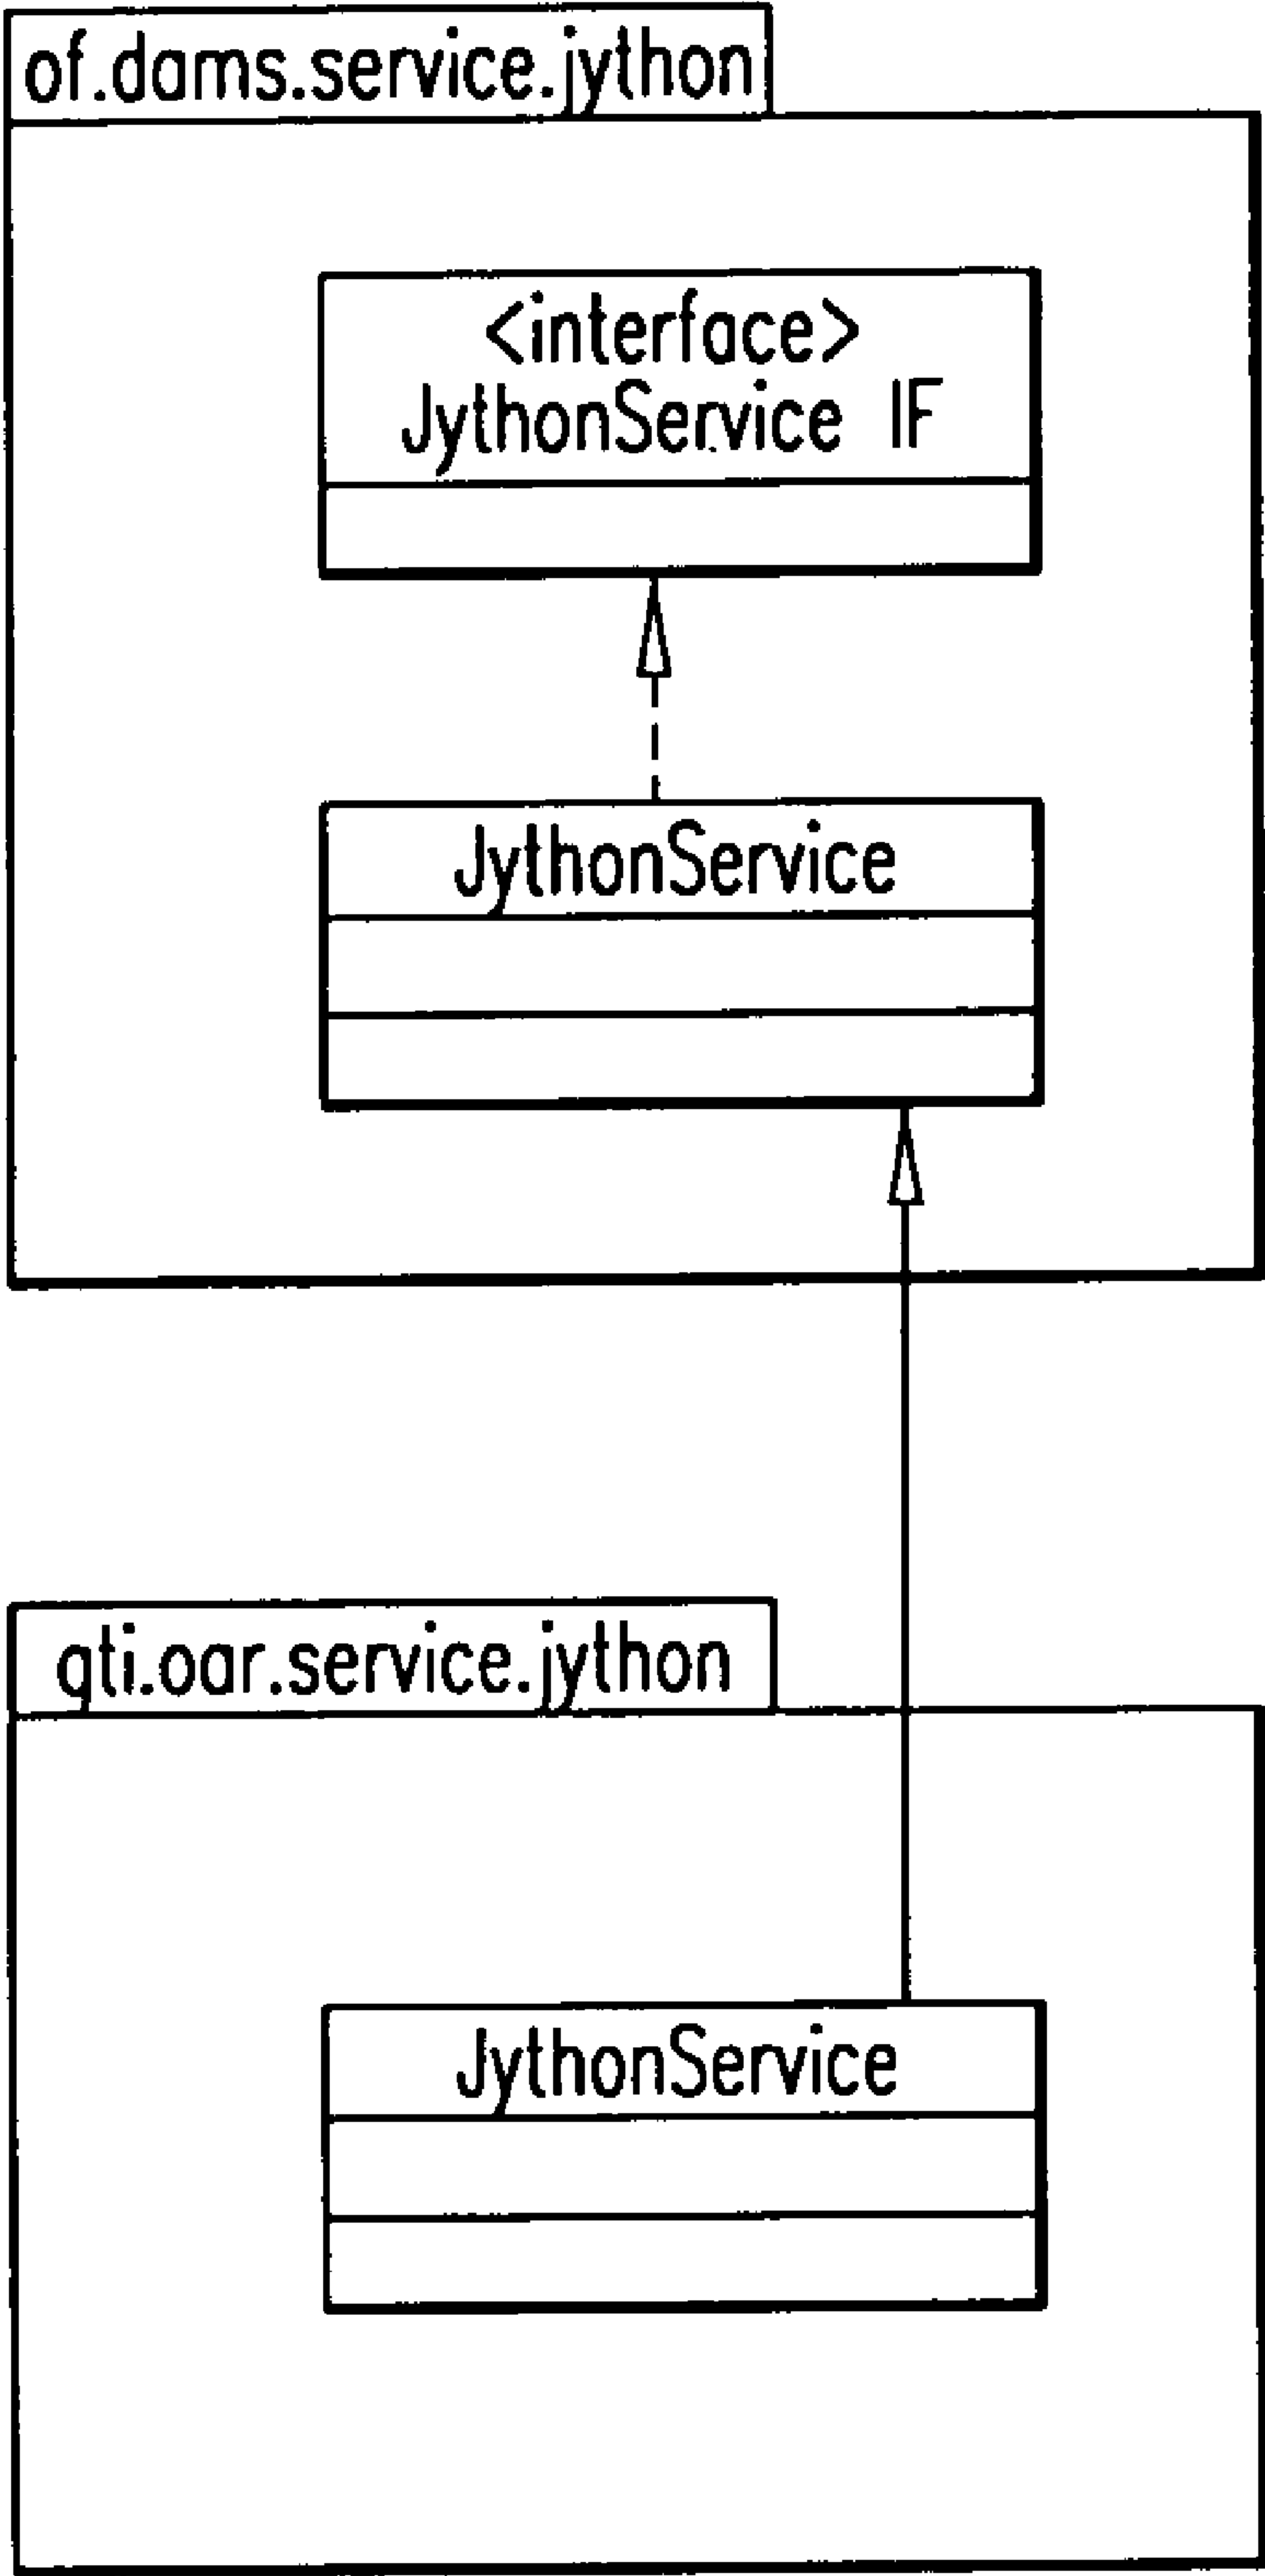 of.dams.service.jython
<interface>
JythonService IF
JythonService
qti.oar.service.jython
JythonService